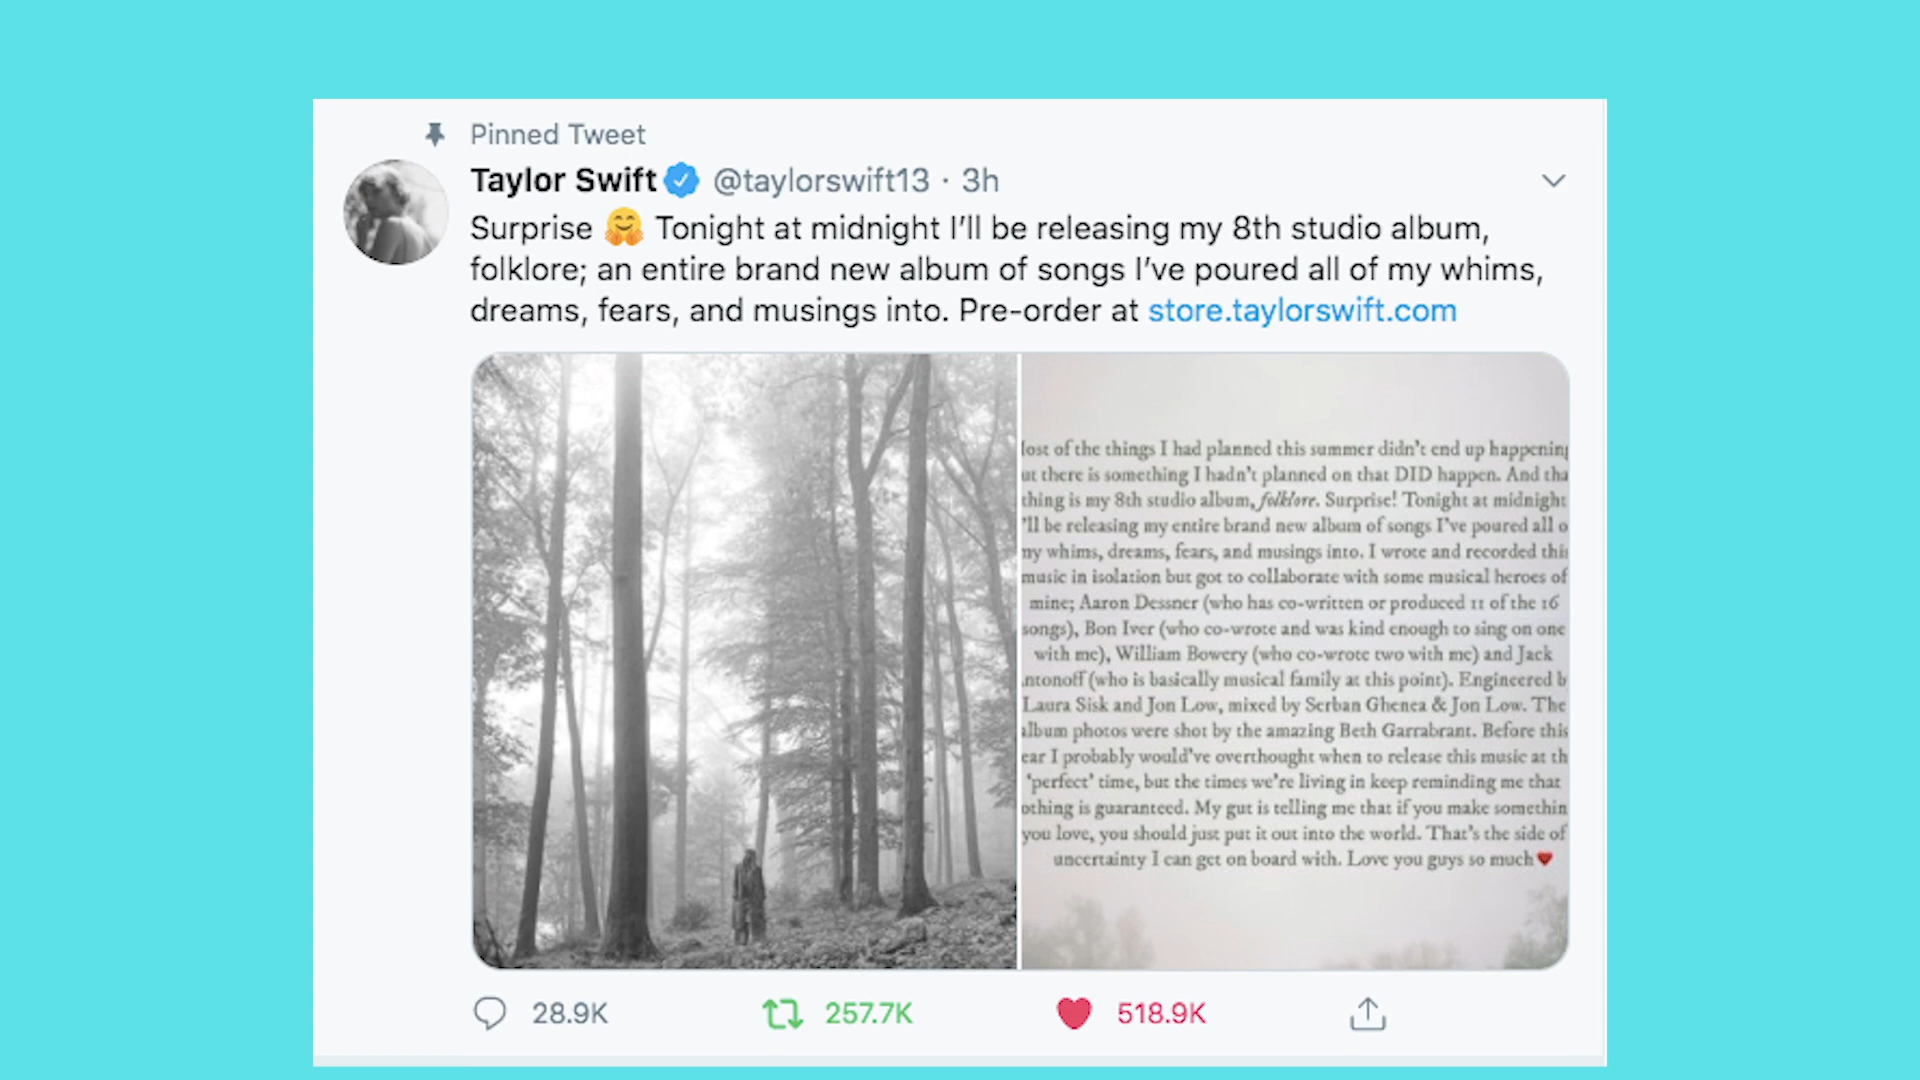 Pinned Tweet
Taylor Swift @taylorswift13 · 3h
Surprise 🤗 Tonight at midnight I’ll be releasing my 8th studio album,
folklore; an entire brand new album of songs I’ve poured all of my whims,
dreams, fears, and musings into. Pre-order at store.taylorswift.com
ost of the things I had planned this summer didn’t end up happening
ut there is something I hadn’t planned on that DID happen. And tha
thing is my 8th studio album, folklore. Surprise! Tonight at midnight
’ll be releasing my entire brand new album of songs I’ve poured all o
my whims, dreams, fears, and musings into. I wrote and recorded this
music in isolation but got to collaborate with some musical heroes of
mine; Aaron Dessner (who has co-written or produced 11 of the 16
songs), Bon Iver (who co-wrote and was kind enough to sing on one
with me), William Bowery (who co-wrote two with me) and Jack
ntonoff (who is basically musical family at this point). Engineered b
Laura Sisk and Jon Low, mixed by Serban Ghenea & Jon Low. The
album photos were shot by the amazing Beth Garrabrant. Before this
ear I probably would’ve overthought when to release this music at th
‘perfect’ time, but the times we’re living in keep reminding me that
othing is guaranteed. My gut is telling me that if you make somethin
you love, you should just put it out into the world. That’s the side of
uncertainty I can get on board with. Love you guys so much❤️
28.9K 257.7K 518.9K